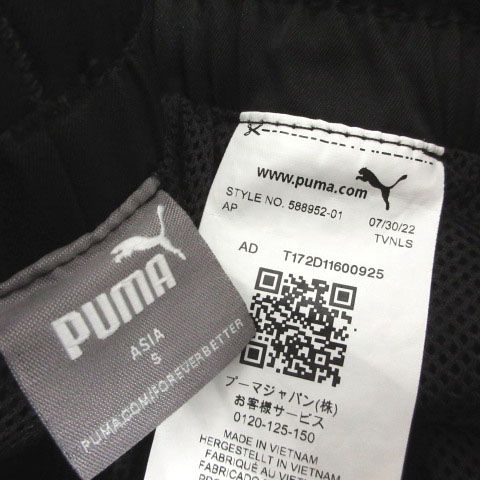 PUMA
ASIA
S
PUMA.COM/FOREVERBETTER
www.puma.com
STYLE NO. 588952-01 07/30/22
AP TVNLS
AD T172D11600925
プーマジャパン(株)
お客様サービス
0120-125-150
MADE IN VIETNAM
HERGESTELLT IN VIETNAM
FABRIQUÉ AU VIETNAM
FABRICADO